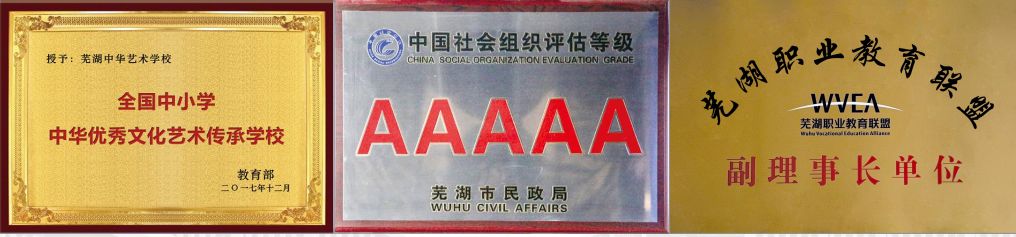 授予：芜湖中华艺术学校
全国中小学
中华优秀文化艺术传承学校
教育部
二〇一七年十二月
中国社会组织评估等级
CHINA SOCIAL ORGANIZATION EVALUATION GRADE
AAAAA
芜湖市民政局
WUHU CIVIL AFFAIRS
芜湖职业教育联盟
WVEA
芜湖职业教育联盟
Wuhu Vocational Education Alliance
副理事长单位